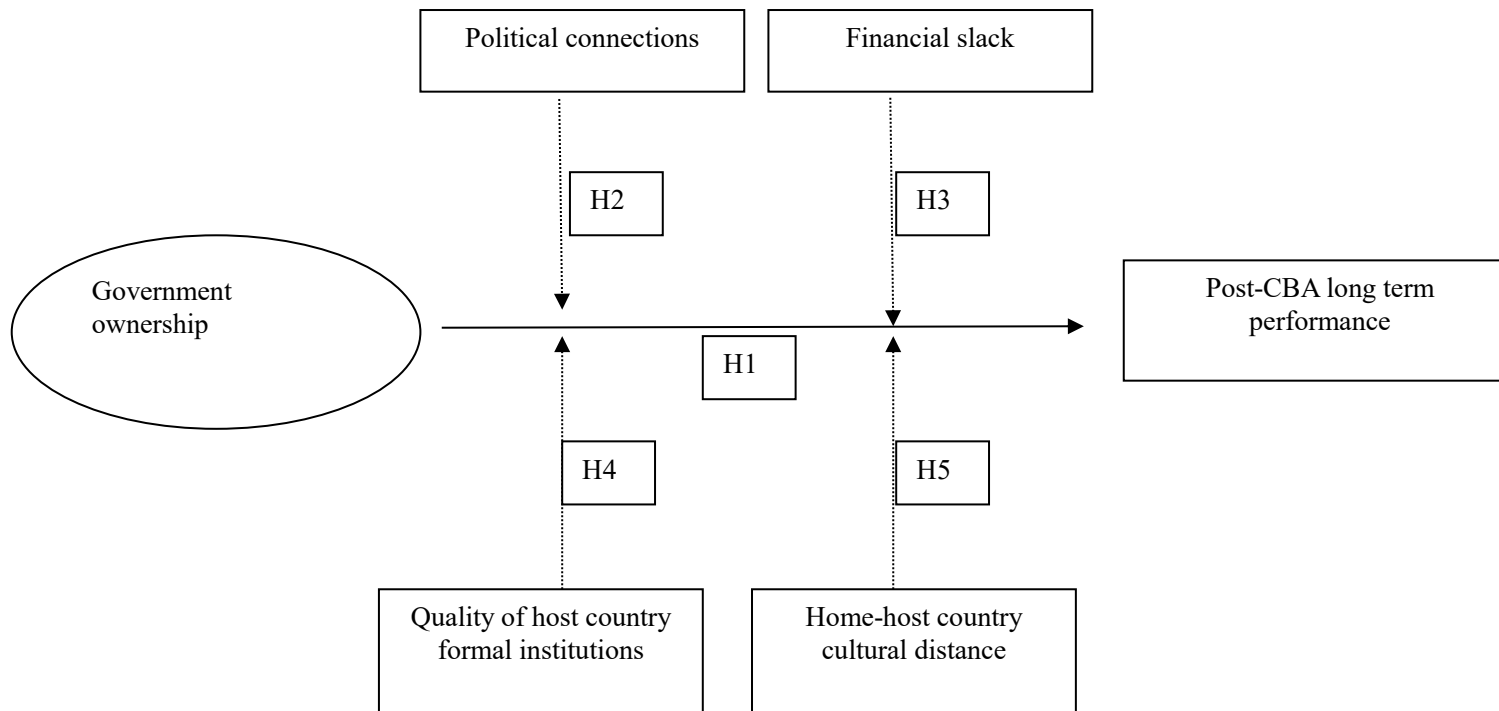 Political connections
Financial slack
H2
H3
Government
ownership
Post-CBA long term
performance
H1
H4
H5
Quality of host country
formal institutions
Home-host country
cultural distance